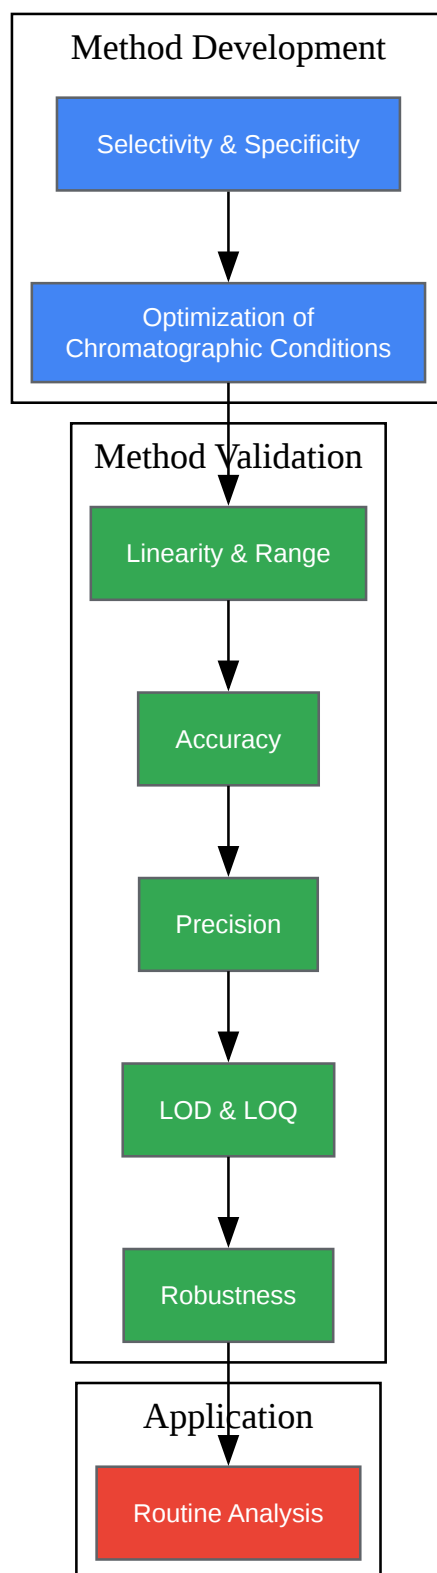 Method Development
Selectivity & Specificity
Optimization of
Chromatographic Conditions
Method Validation
Linearity & Range
Accuracy
Precision
LOD & LOQ
Robustness
Application
Routine Analysis